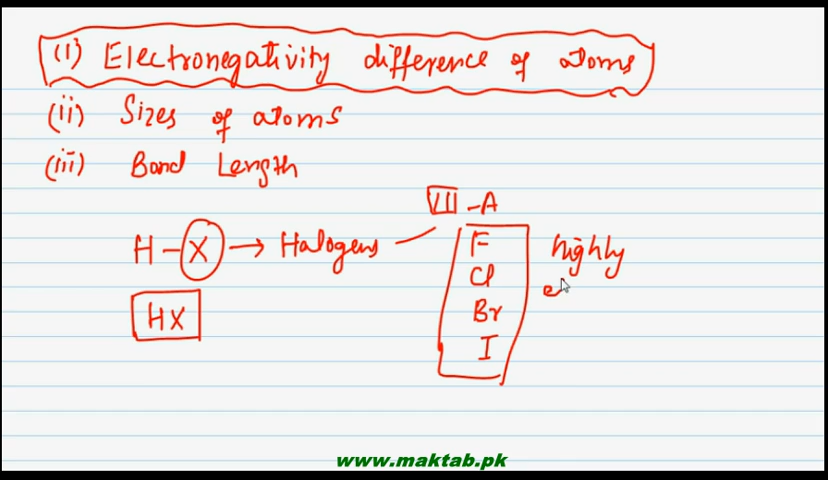 (i) Electronegativity difference of atoms
(ii) Sizes of atoms
(iii) Bond Length
VII -A
H - X → Halogens
F
highly
Cl
e
Br
HX
I
www.maktab.pk